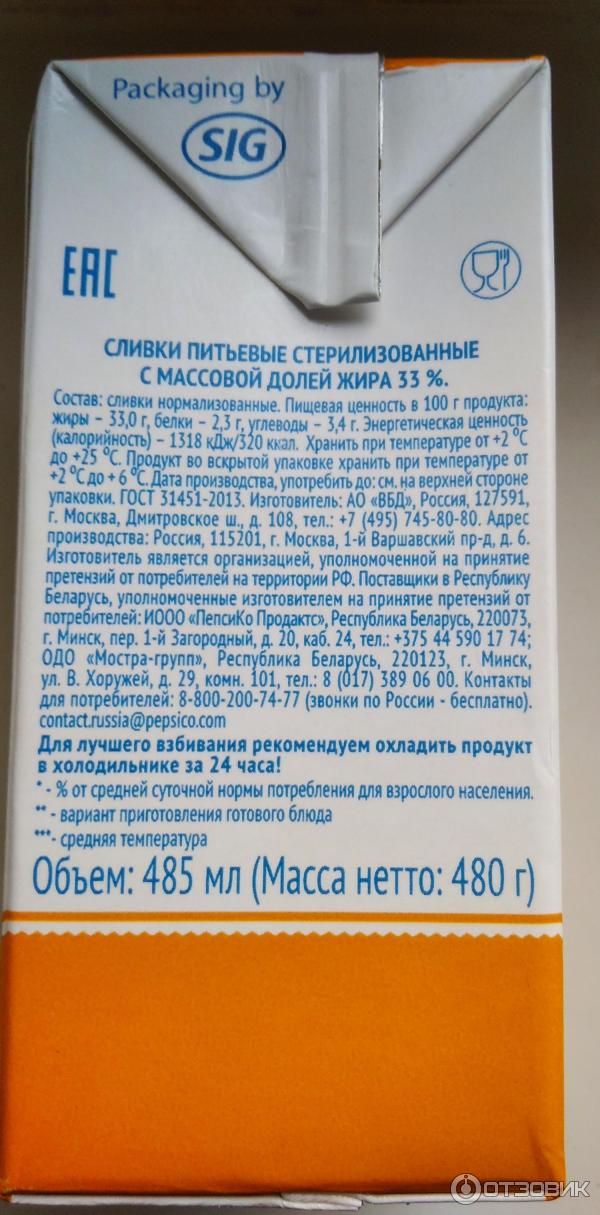 Packaging by
SIG
EAC
СЛИВКИ ПИТЬЕВЫЕ СТЕРИЛИЗОВАННЫЕ
С МАССОВОЙ ДОЛЕЙ ЖИРА 33 %.
Состав: сливки нормализованные. Пищевая ценность в 100 г продукта:
жиры – 33,0 г, белки – 2,3 г, углеводы – 3,4 г. Энергетическая ценность
(калорийность) – 1318 кДж/320 ккал. Хранить при температуре от +2 °С
до +25 °С. Продукт во вскрытой упаковке хранить при температуре от
+2 °С до + 6 °С. Дата производства, употребить до: см. на верхней стороне
упаковки. ГОСТ 31451-2013. Изготовитель: АО «ВБД», Россия, 127591,
г. Москва, Дмитровское ш., д. 108, тел.: +7 (495) 745-80-80. Адрес
производства: Россия, 115201, г. Москва, 1-й Варшавский пр-д, д. 6.
Изготовитель является организацией, уполномоченной на принятие
претензий от потребителей на территории РФ. Поставщики в Республику
Беларусь, уполномоченные изготовителем на принятие претензий от
потребителей: ИООО «ПепсиКо Продактс», Республика Беларусь, 220073,
г. Минск, пер. 1-й Загородный, д. 20, каб. 24, тел.: +375 44 590 17 74;
ОДО «Мостра-групп», Республика Беларусь, 220123, г. Минск,
ул. В. Хоружей, д. 29, комн. 101, тел.: 8 (017) 389 06 00. Контакты
для потребителей: 8-800-200-74-77 (звонки по России - бесплатно).
contact.russia@pepsico.com
Для лучшего взбивания рекомендуем охладить продукт
в холодильнике за 24 часа!
* - % от средней суточной нормы потребления для взрослого населения.
** - вариант приготовления готового блюда
*** - средняя температура
Объем: 485 мл (Масса нетто: 480 г)
ОТЗОВИК